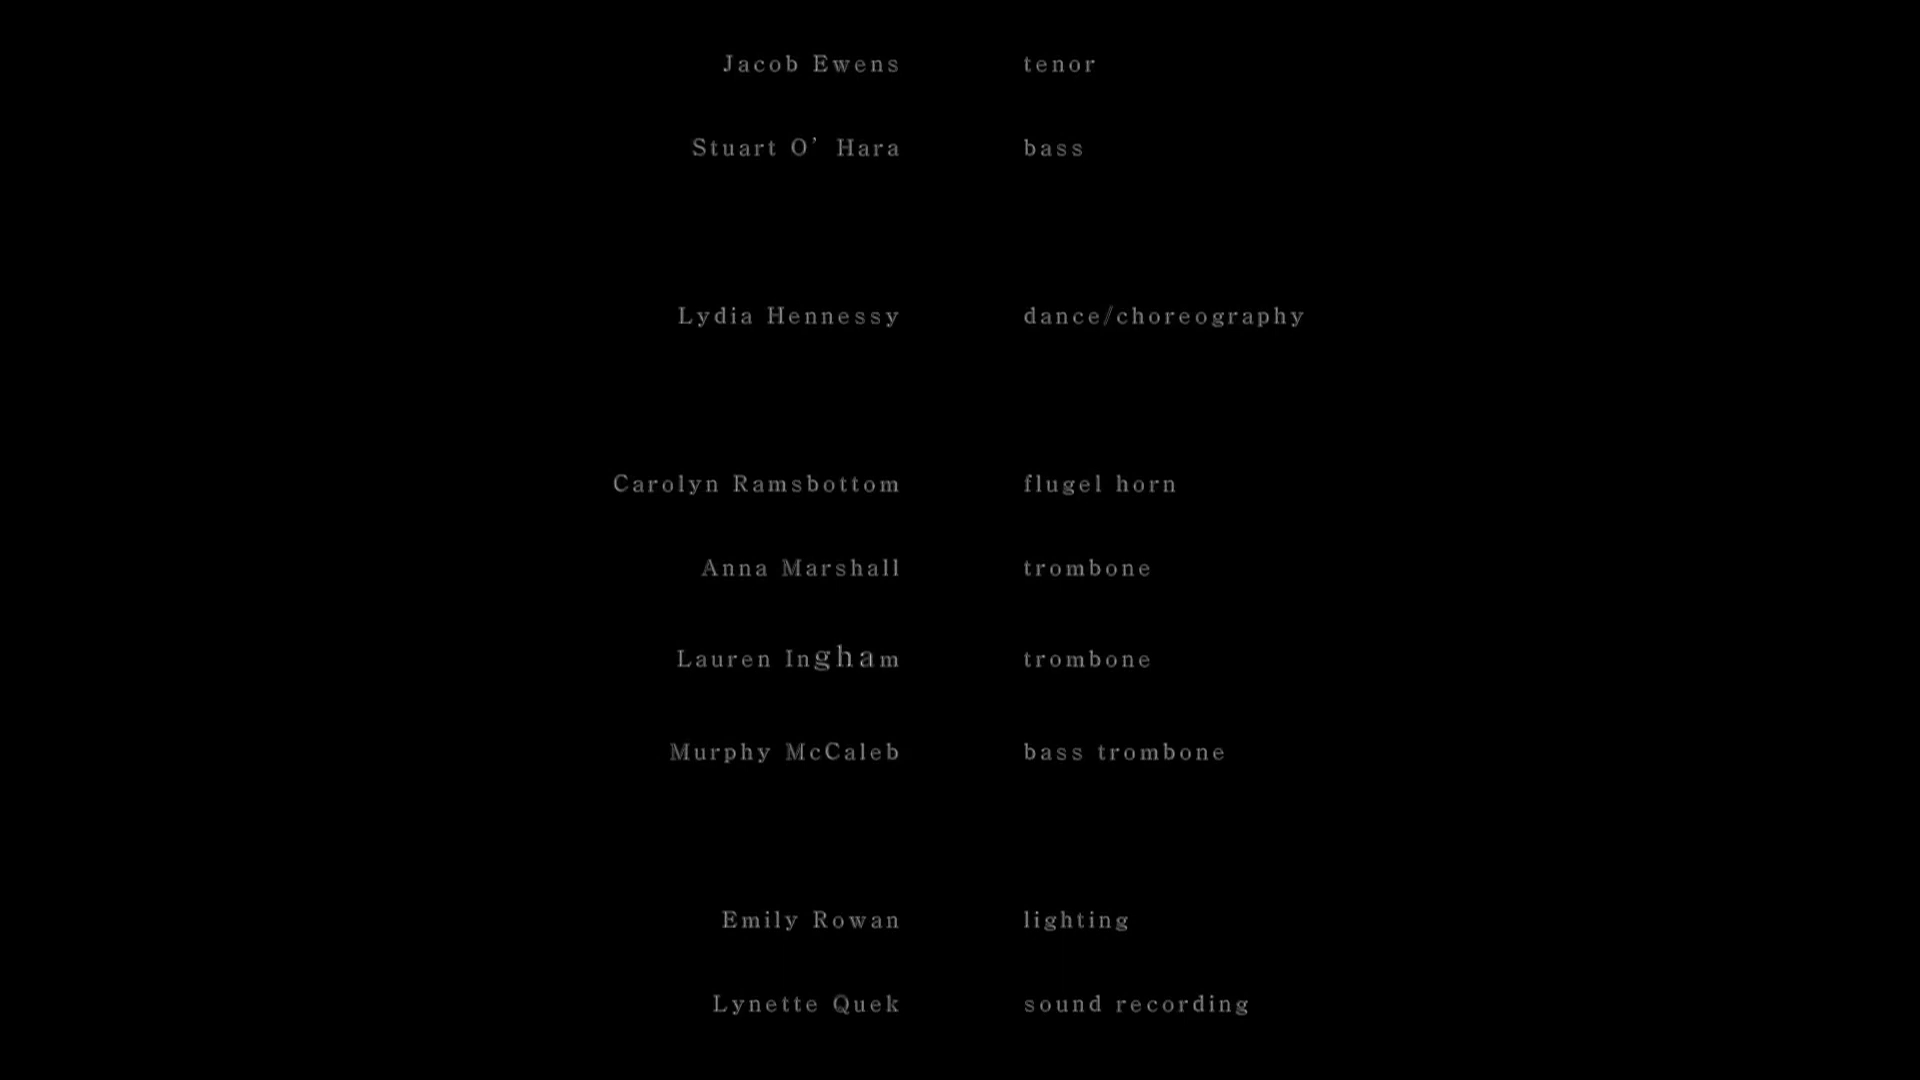 Jacob Ewens tenor
Stuart O’ Hara bass
Lydia Hennessy dance/choreography
Carolyn Ramsbottom flugel horn
Anna Marshall trombone
Lauren Ingham trombone
Murphy McCaleb bass trombone
Emily Rowan lighting
Lynette Quek sound recording